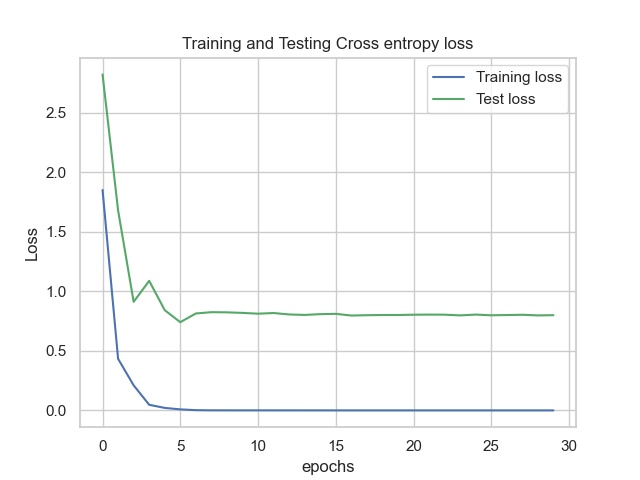 Training and Testing Cross entropy loss
Training loss
Test loss
2.5
2.0
1.5
1.0
0.5
0.0
Loss
0 5 10 15 20 25 30
epochs